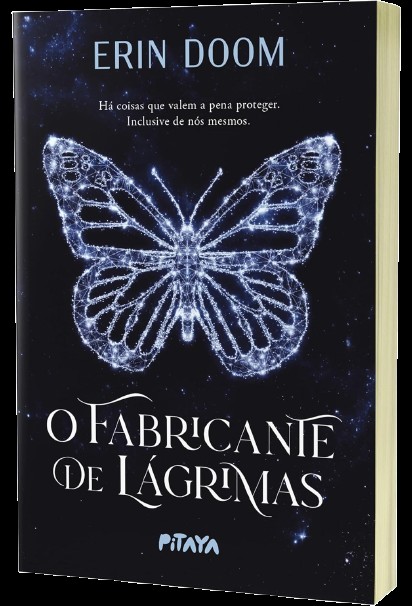 ERIN DOOM
Há coisas que valem a pena proteger.
Inclusive de nós mesmos.
O FABRICANTE
DE LÁGRIMAS
PiTAYA